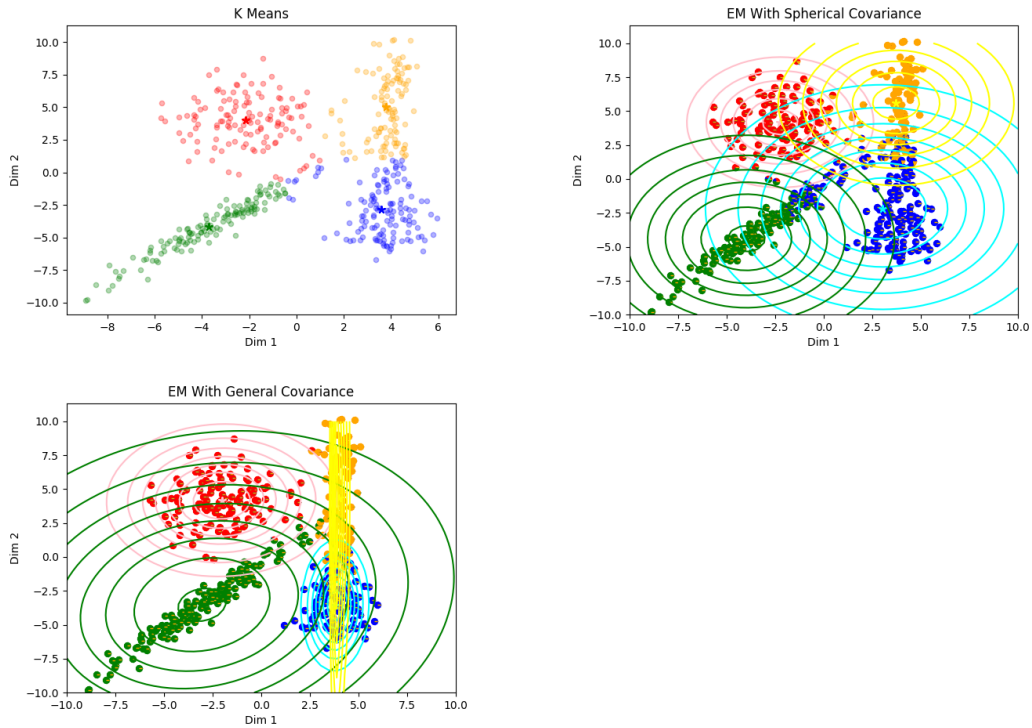 K Means
10.0
7.5
5.0
2.5
0.0
−2.5
−5.0
−7.5
−10.0
Dim 2
−8 −6 −4 −2 0 2 4 6
Dim 1
EM With Spherical Covariance
10.0
7.5
5.0
2.5
0.0
−2.5
−5.0
−7.5
−10.0
Dim 2
−10.0 −7.5 −5.0 −2.5 0.0 2.5 5.0 7.5 10.0
Dim 1
EM With General Covariance
10.0
7.5
5.0
2.5
0.0
−2.5
−5.0
−7.5
−10.0
Dim 2
−10.0 −7.5 −5.0 −2.5 0.0 2.5 5.0 7.5 10.0
Dim 1